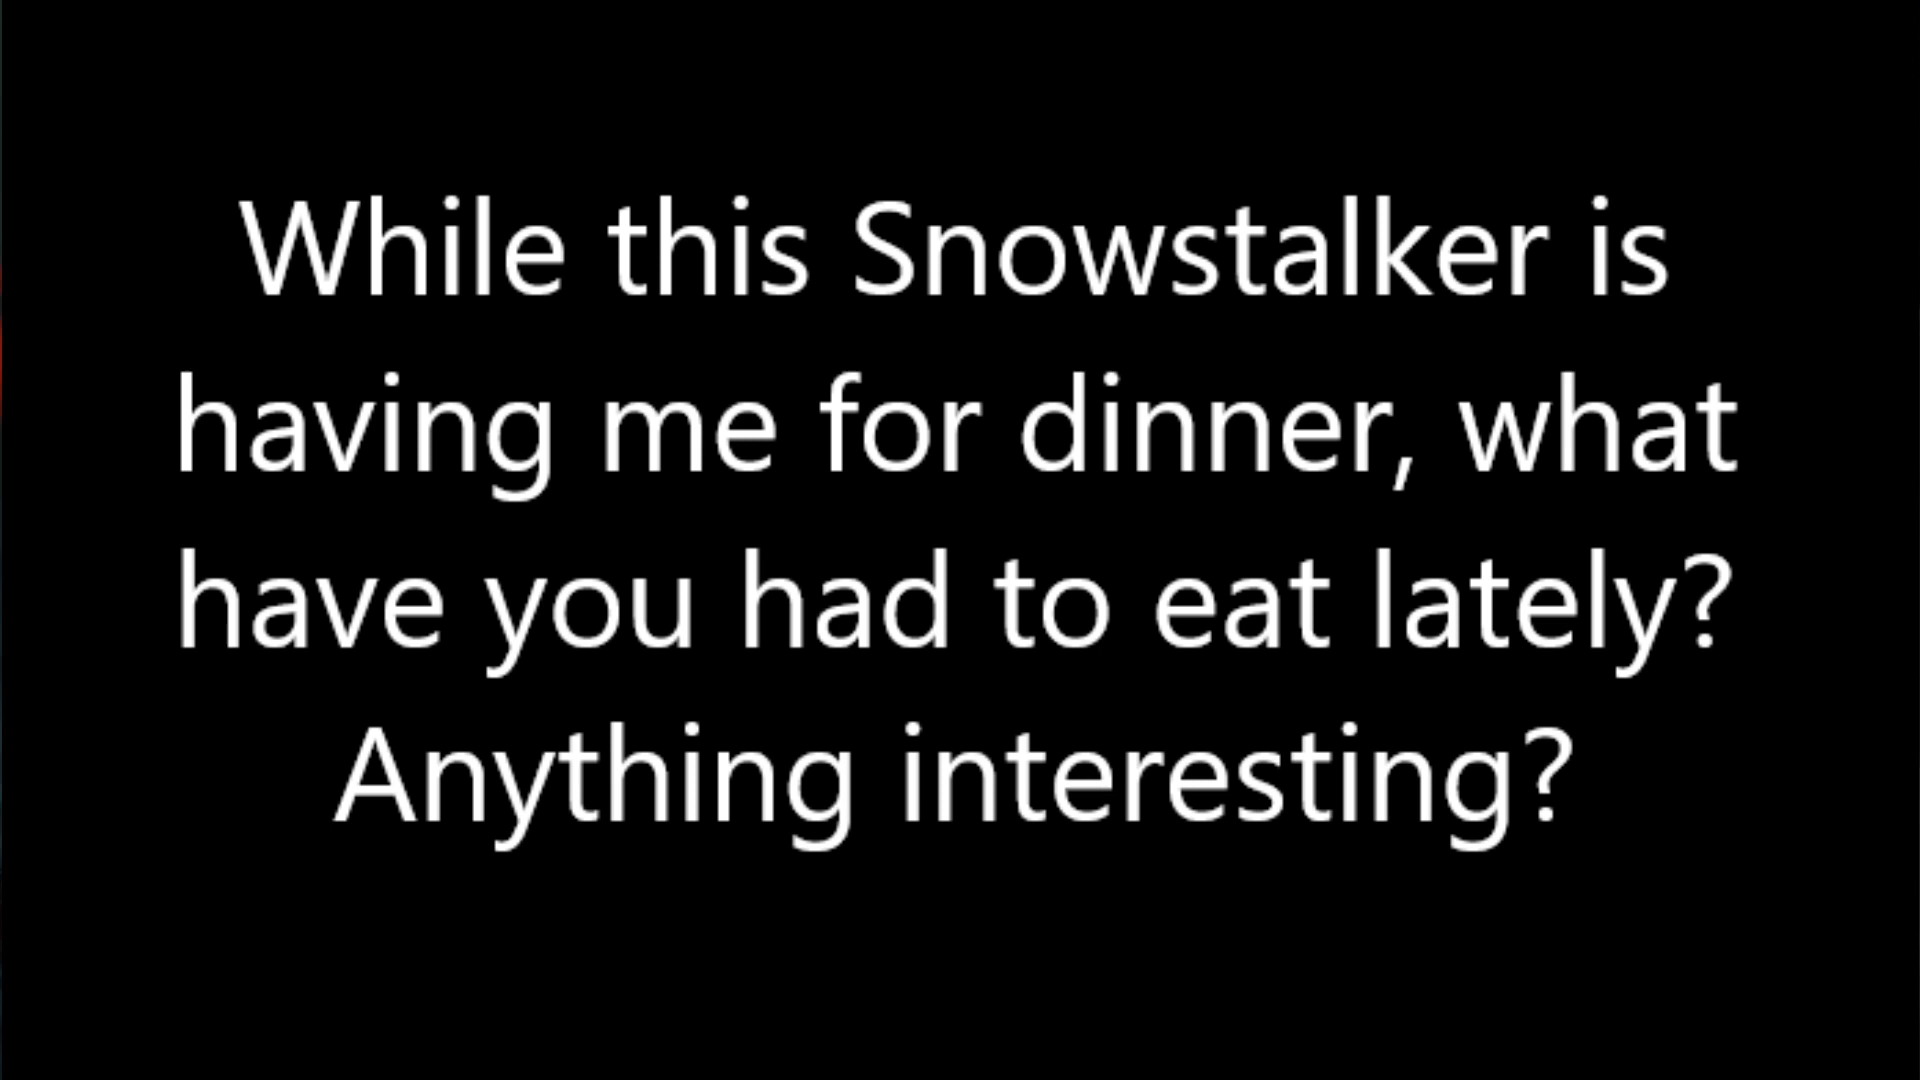 While this Snowstalker is
having me for dinner, what
have you had to eat lately?
Anything interesting?